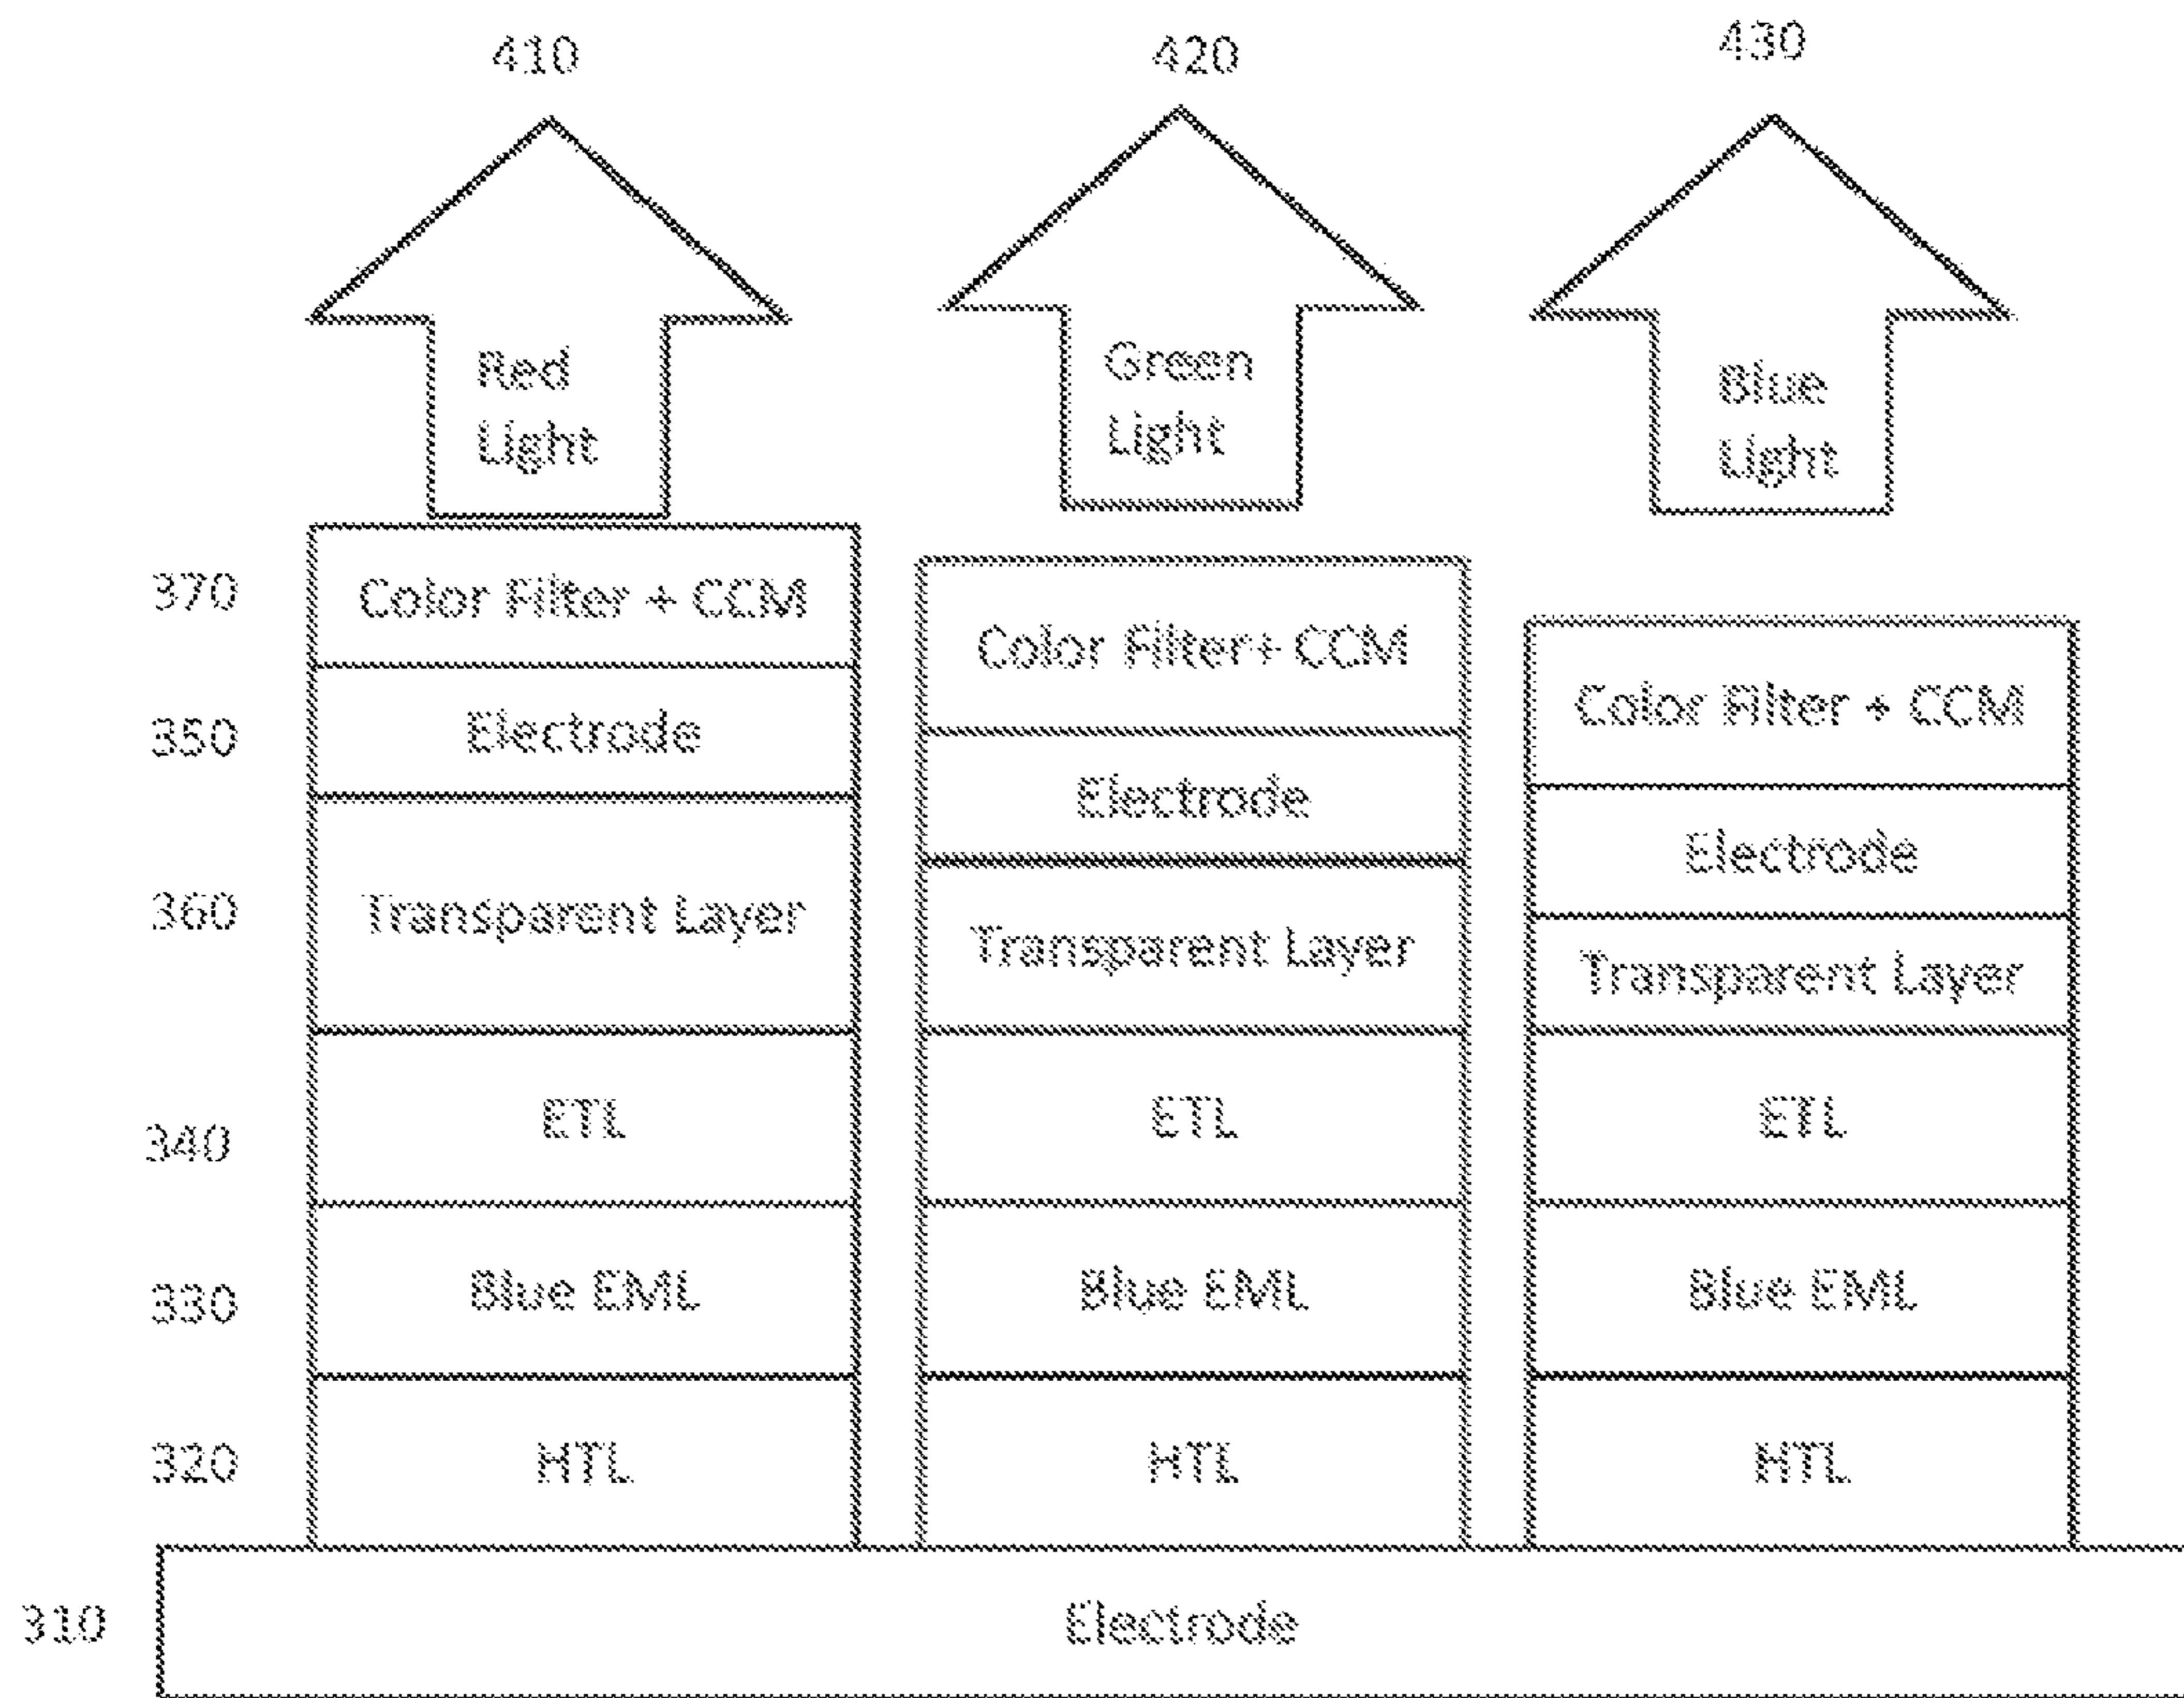 410
420
430
Red
Light
Green
Light
Blue
Light
370
Color Filter + CCM
Color Filter+ CCM
Color Filter + CCM
350
Electrode
Electrode
Electrode
360
Transparent Layer
Transparent Layer
Transparent Layer
340
ETL
ETL
ETL
330
Blue EML
Blue EML
Blue EML
320
HTL
HTL
HTL
310
Electrode